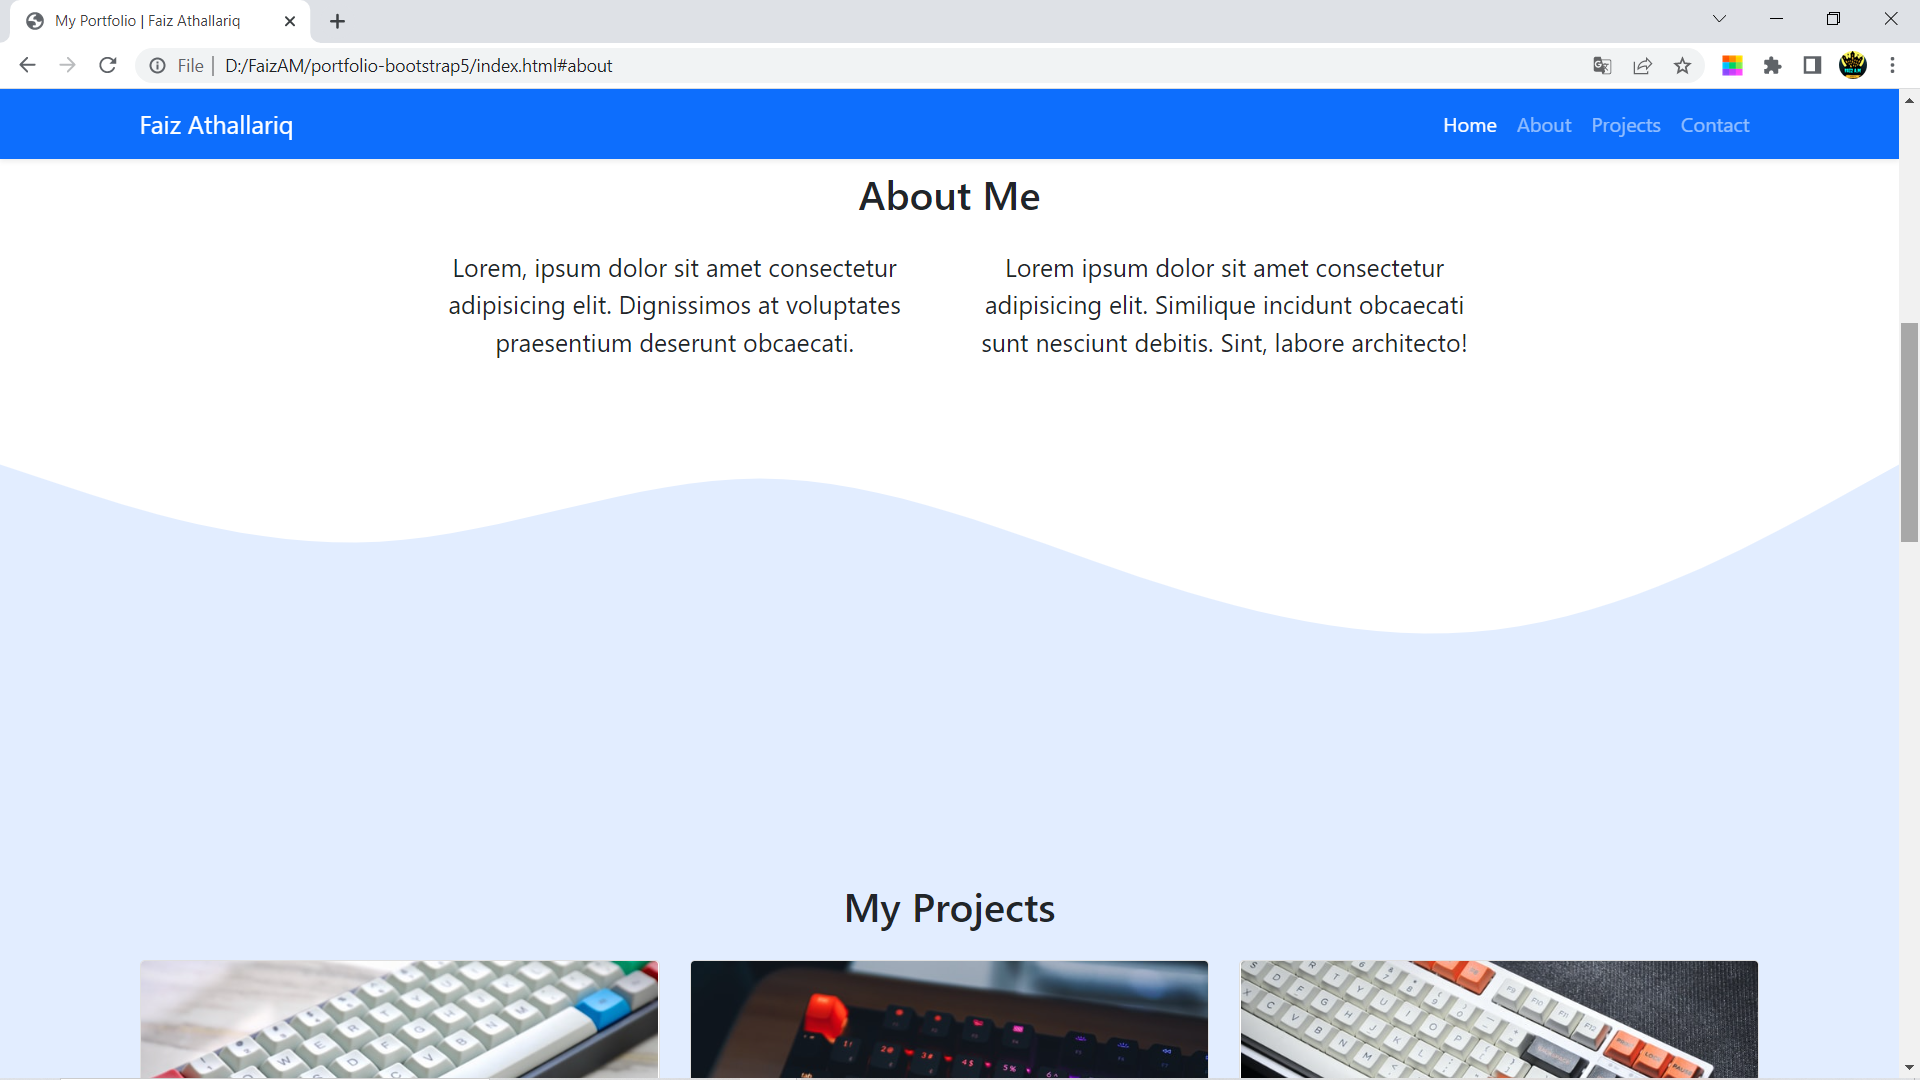 My Portfolio | Faiz Athallariq
File | D:/FaizAM/portfolio-bootstrap5/index.html#about
Faiz Athallariq
Home About Projects Contact
About Me
Lorem, ipsum dolor sit amet consectetur
adipisicing elit. Dignissimos at voluptates
praesentium deserunt obcaecati.
Lorem ipsum dolor sit amet consectetur
adipisicing elit. Similique incidunt obcaecati
sunt nesciunt debitis. Sint, labore architecto!
My Projects